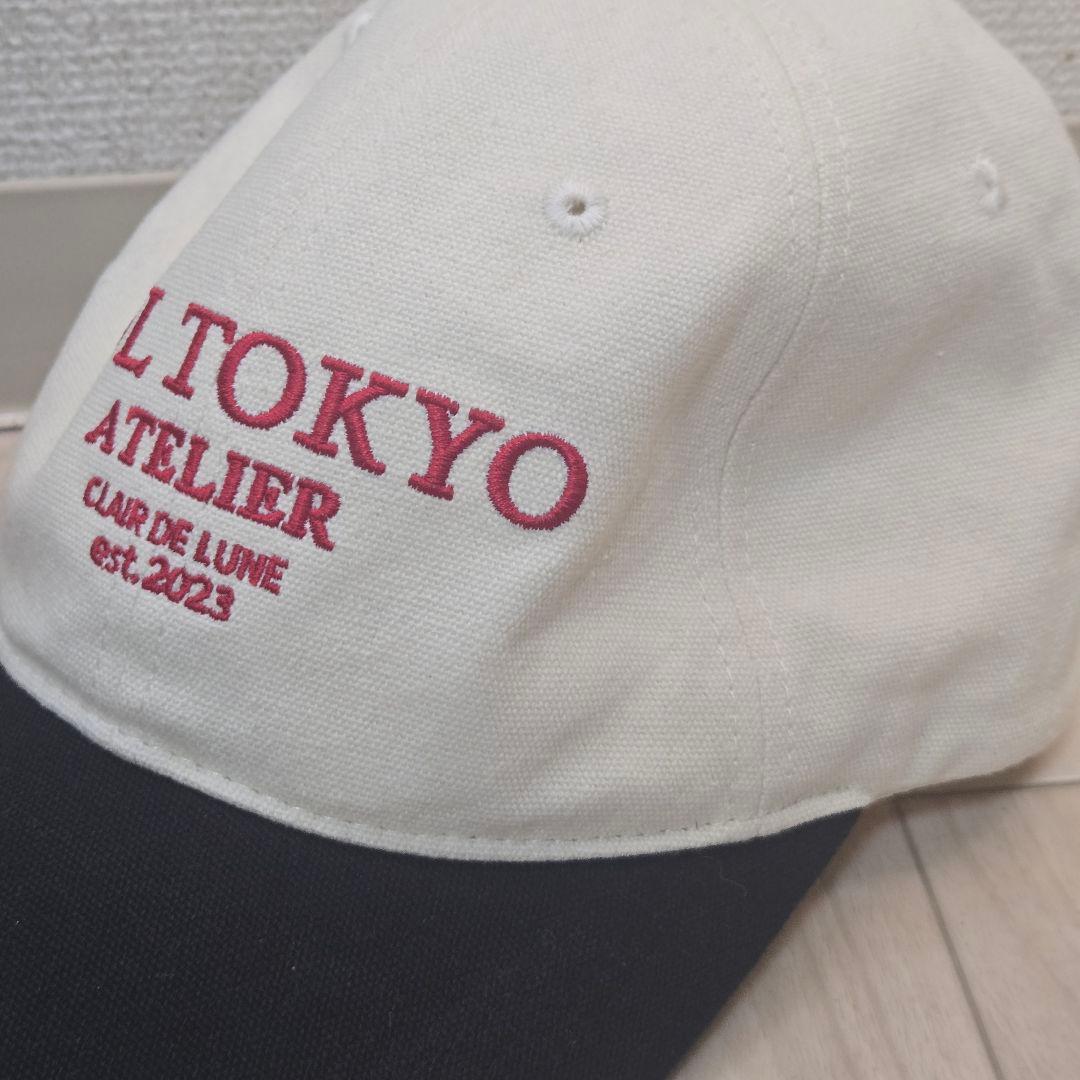 L TOKYO
ATELIER
CLAIR DE LUNE
est.2023